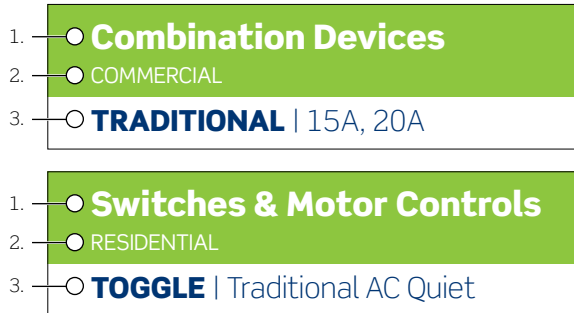 1. Combination Devices
2. COMMERCIAL
3. TRADITIONAL | 15A, 20A
1. Switches & Motor Controls
2. RESIDENTIAL
3. TOGGLE | Traditional AC Quiet